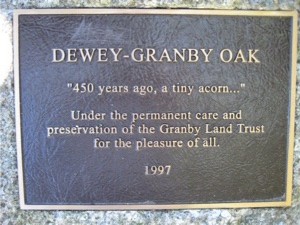 DEWEY-GRANBY OAK
"450 years ago, a tiny acorn..."
Under the permanent care and
preservation of the Granby Land Trust
for the pleasure of all.
1997